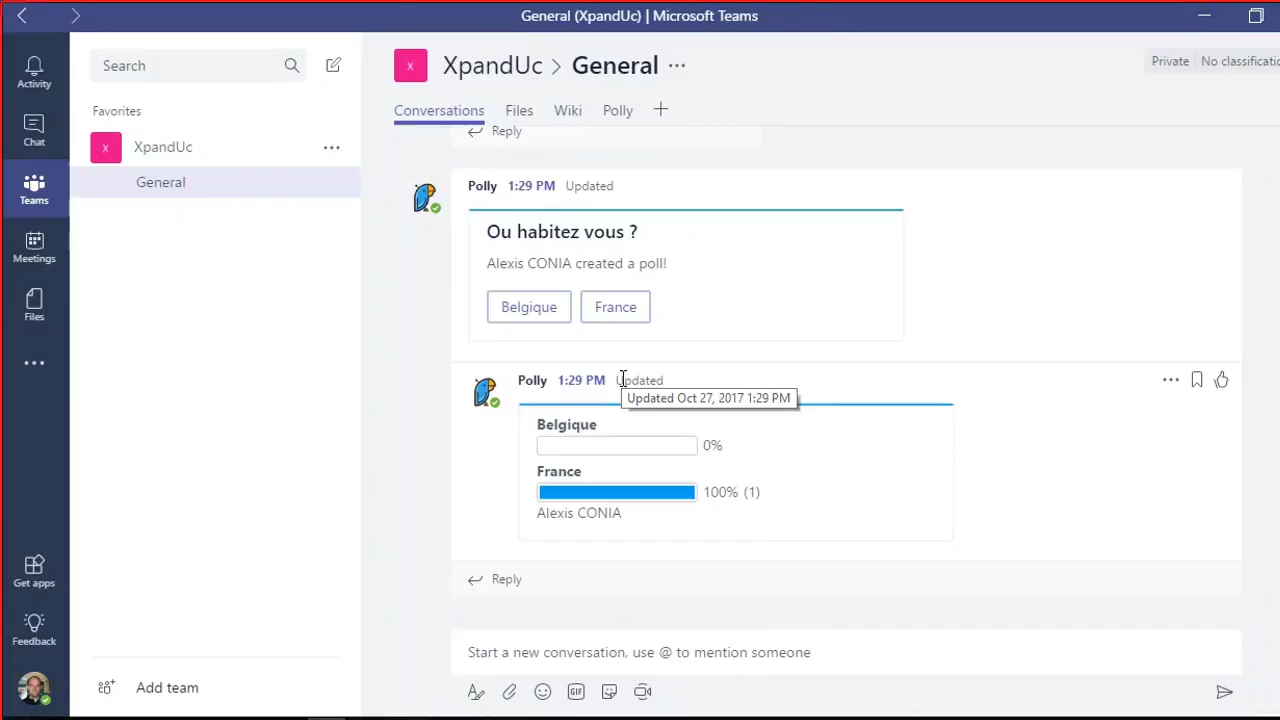 General (XpandUc) | Microsoft Teams
Activity
Chat
Teams
Meetings
Files
Get apps
Feedback
Search
Favorites
X
XpandUc
General
Add team
X
XpandUc > General
Private No classificatio
Conversations Files Wiki Polly
Reply
Polly 1:29 PM Updated
Ou habitez vous ?
Alexis CONIA created a poll!
Belgique France
Polly 1:29 PM Updated
Updated Oct 27, 2017 1:29 PM
Belgique
0%
France
100% (1)
Alexis CONIA
Reply
Start a new conversation, use @ to mention someone
GIF